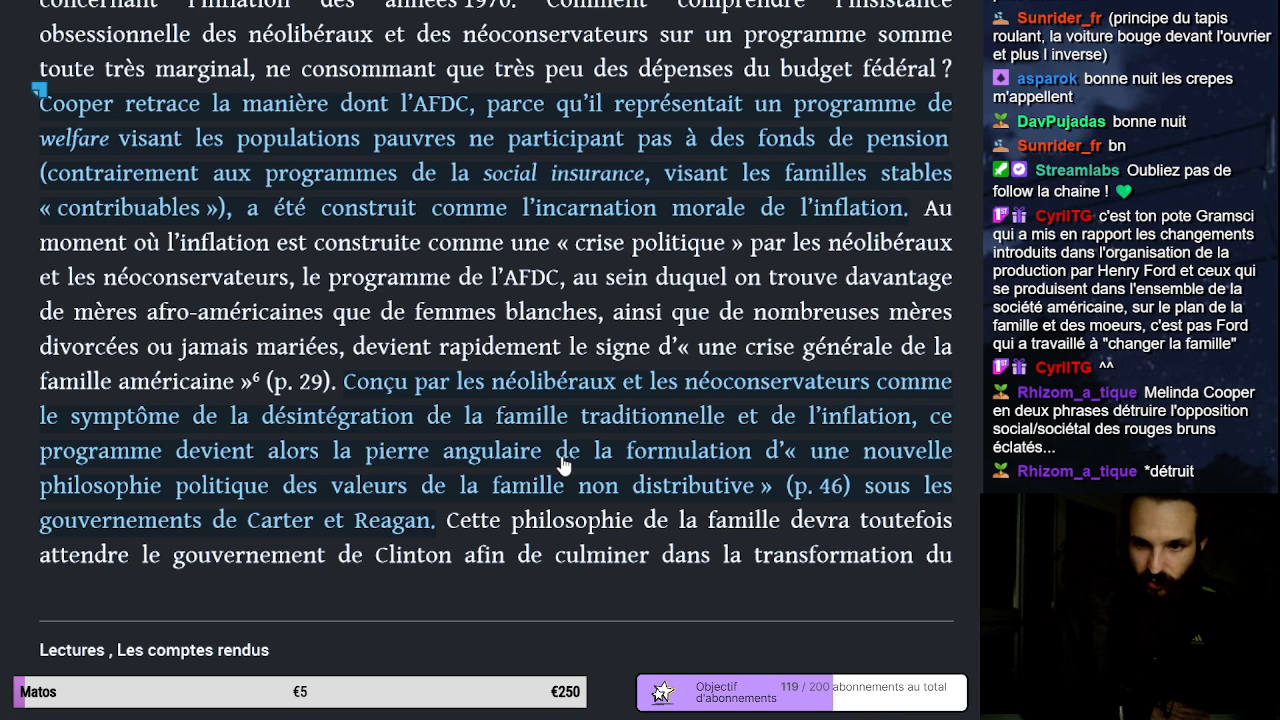 concernant l'inflation des années 1970. Comment comprendre l'insistance
obsessionnelle des néolibéraux et des néoconservateurs sur un programme somme
toute très marginal, ne consommant que très peu des dépenses du budget fédéral ?
Cooper retrace la manière dont l'AFDC, parce qu'il représentait un programme de
welfare visant les populations pauvres ne participant pas à des fonds de pension
(contrairement aux programmes de la social insurance, visant les familles stables
« contribuables »), a été construit comme l'incarnation morale de l'inflation. Au
moment où l'inflation est construite comme une « crise politique » par les néolibéraux
et les néoconservateurs, le programme de l'AFDC, au sein duquel on trouve davantage
de mères afro-américaines que de femmes blanches, ainsi que de nombreuses mères
divorcées ou jamais mariées, devient rapidement le signe d'« une crise générale de la
famille américaine »⁶ (p. 29). Conçu par les néolibéraux et les néoconservateurs comme
le symptôme de la désintégration de la famille traditionnelle et de l'inflation, ce
programme devient alors la pierre angulaire de la formulation d'« une nouvelle
philosophie politique des valeurs de la famille non distributive » (p. 46) sous les
gouvernements de Carter et Reagan. Cette philosophie de la famille devra toutefois
attendre le gouvernement de Clinton afin de culminer dans la transformation du
Lectures , Les comptes rendus
Matos €5 €250
Objectif
d'abonnements
119 / 200 abonnements au total
Sunrider_fr (principe du tapis
roulant, la voiture bouge devant l'ouvrier
et plus l inverse)
asparok bonne nuit les crepes
m'appellent
DavPujadas bonne nuit
Sunrider_fr bn
Streamlabs Oubliez pas de
follow la chaine !
CyrilTG c'est ton pote Gramsci
qui a mis en rapport les changements
introduits dans l'organisation de la
production par Henry Ford et ceux qui
se produisent dans l'ensemble de la
société américaine, sur le plan de la
famille et des moeurs, c'est pas Ford
qui a travaillé à "changer la famille"
CyrilTG ^^
Rhizom_a_tique Melinda Cooper
en deux phrases détruire l'opposition
social/sociétal des rouges bruns
éclatés...
Rhizom_a_tique *détruit